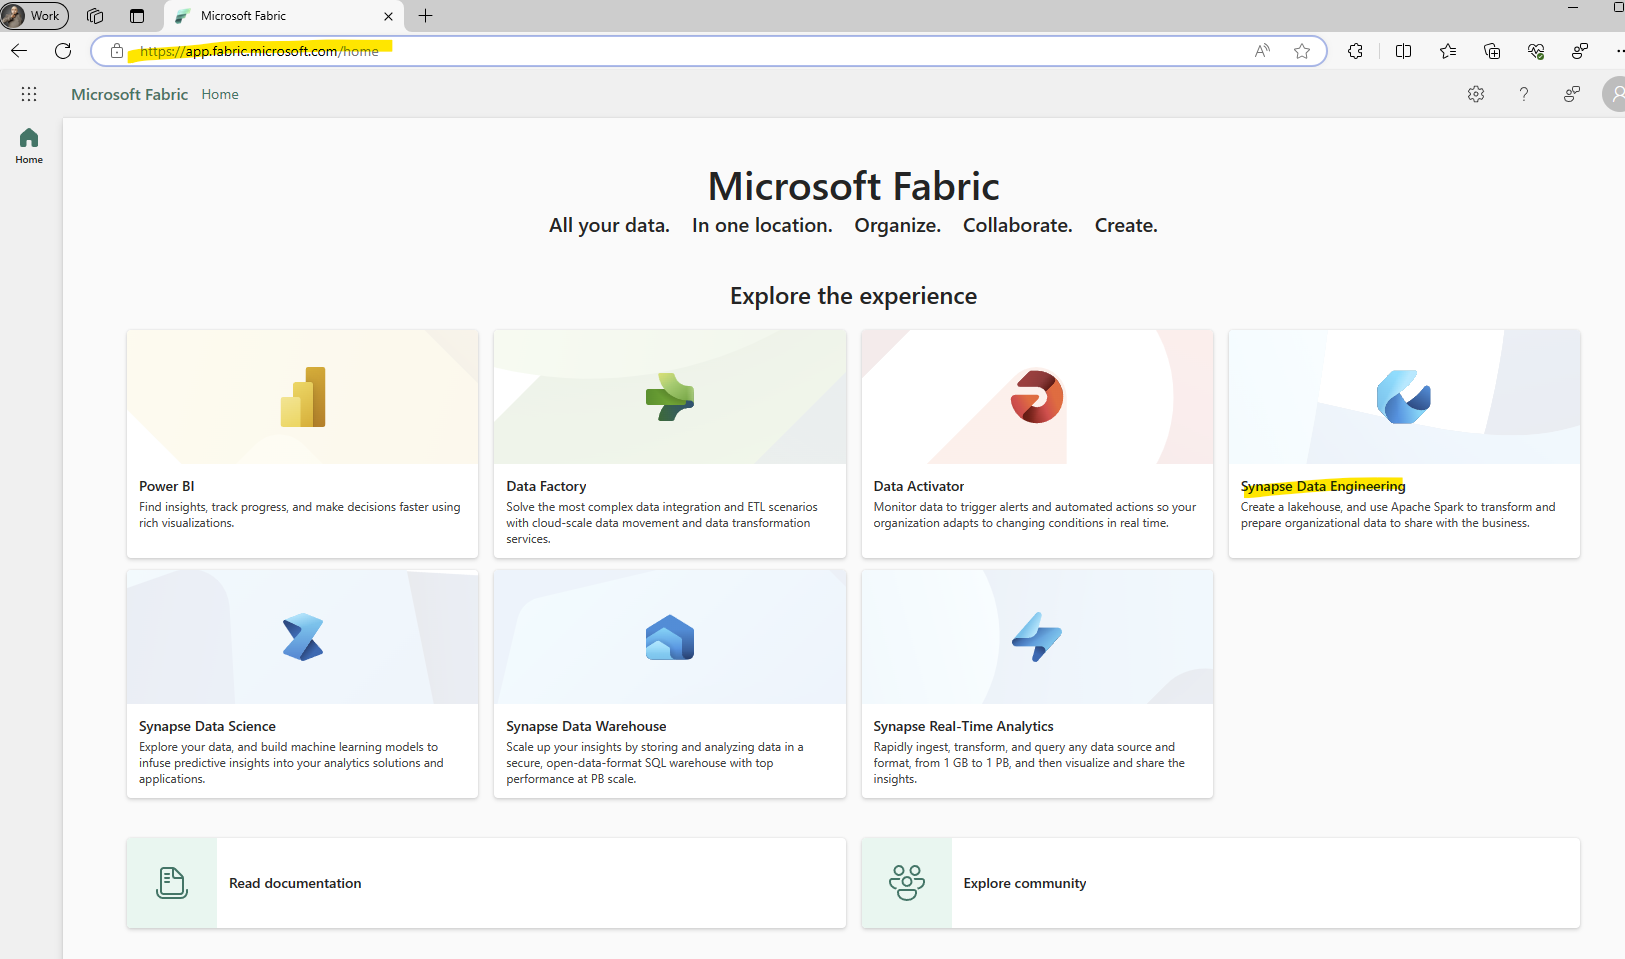 Work
Microsoft Fabric
https://app.fabric.microsoft.com/home
Microsoft Fabric Home
Home
Microsoft Fabric
All your data. In one location. Organize. Collaborate. Create.
Explore the experience
Power BI
Find insights, track progress, and make decisions faster using
rich visualizations.
Data Factory
Solve the most complex data integration and ETL scenarios
with cloud-scale data movement and data transformation
services.
Data Activator
Monitor data to trigger alerts and automated actions so your
organization adapts to changing conditions in real time.
Synapse Data Engineering
Create a lakehouse, and use Apache Spark to transform and
prepare organizational data to share with the business.
Synapse Data Science
Explore your data, and build machine learning models to
infuse predictive insights into your analytics solutions and
applications.
Synapse Data Warehouse
Scale up your insights by storing and analyzing data in a
secure, open-data-format SQL warehouse with top
performance at PB scale.
Synapse Real-Time Analytics
Rapidly ingest, transform, and query any data source and
format, from 1 GB to 1 PB, and then visualize and share the
insights.
Read documentation
Explore community